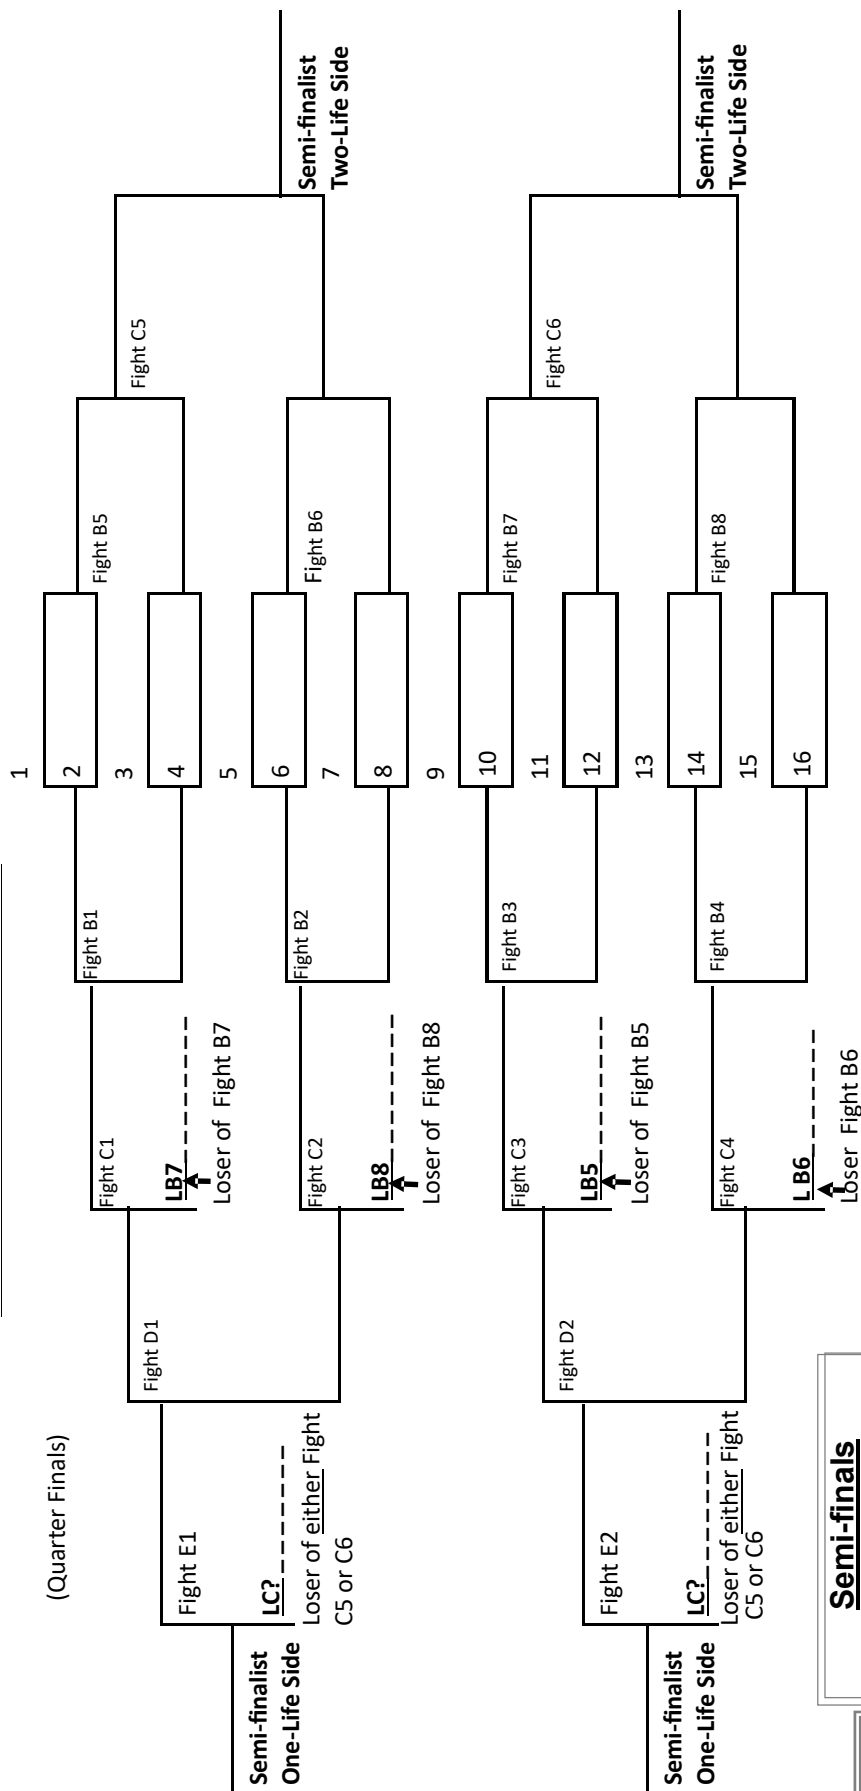 (Quarter Finals)
1
2
3
4
5
6
7
8
9
10
11
12
13
14
15
16
Fight B5
Fight B6
Fight B7
Fight B8
Fight C5
Fight C6
Semi-finalist
Two-Life Side
Semi-finalist
Two-Life Side
Fight B1
Fight B2
Fight B3
Fight B4
Fight C1
LB7
Loser of Fight B7
Fight C2
LB8
Loser of Fight B8
Fight C3
LB5
Loser of Fight B5
Fight C4
L B6
Loser Fight B6
Fight D1
Fight D2
Fight E1
LC?
Loser of either Fight
C5 or C6
Fight E2
LC?
Loser of either Fight
C5 or C6
Semi-finalist
One-Life Side
Semi-finalist
One-Life Side
Semi-finals